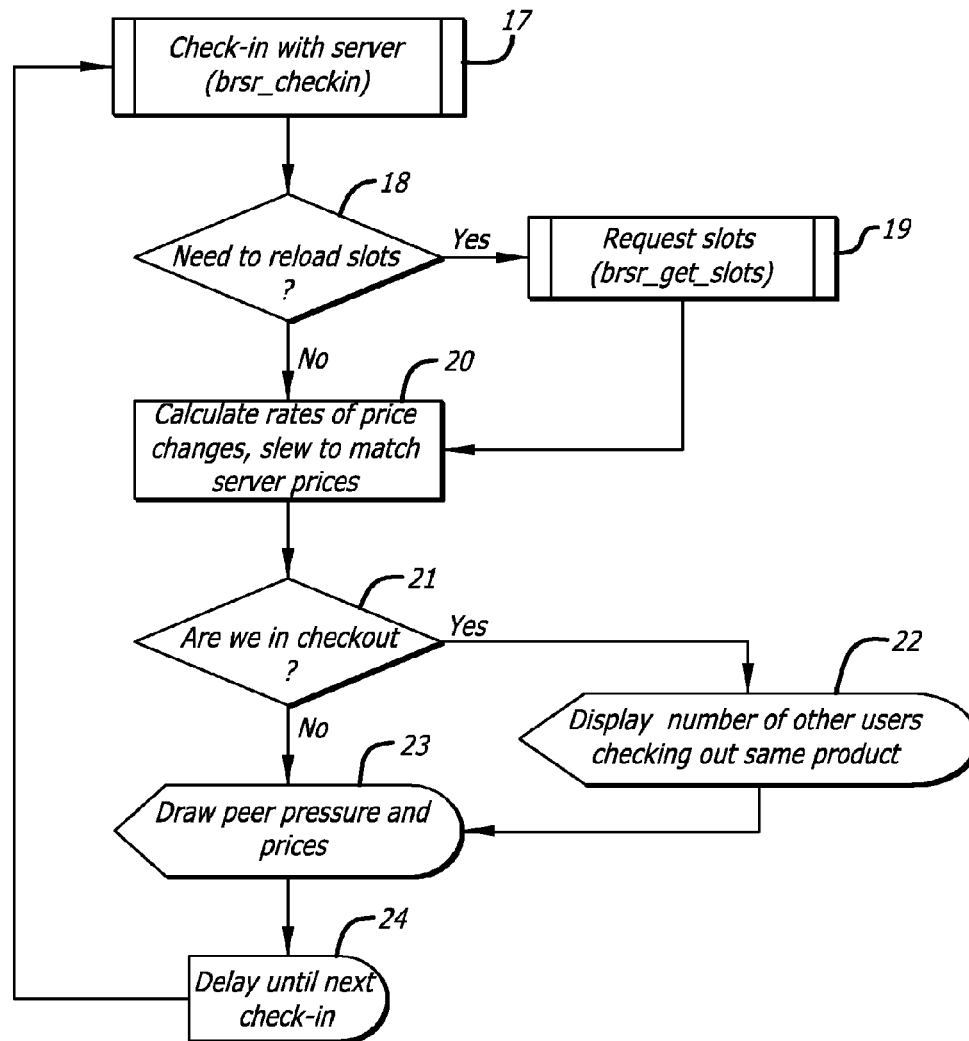 Check-in with server
(brsr_checkin)
17
18
Need to reload slots
?
Yes
Request slots
(brsr_get_slots)
19
No
20
Calculate rates of price
changes, slew to match
server prices
21
Are we in checkout
?
Yes
22
Display number of other users
checking out same product
No
23
Draw peer pressure and
prices
24
Delay until next
check-in